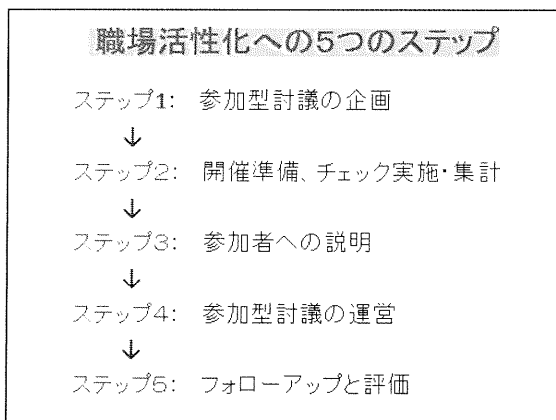 職場活性化への5つのステップ
ステップ1: 参加型討議の企画
↓
ステップ2: 開催準備、チェック実施・集計
↓
ステップ3: 参加者への説明
↓
ステップ4: 参加型討議の運営
↓
ステップ5: フォローアップと評価